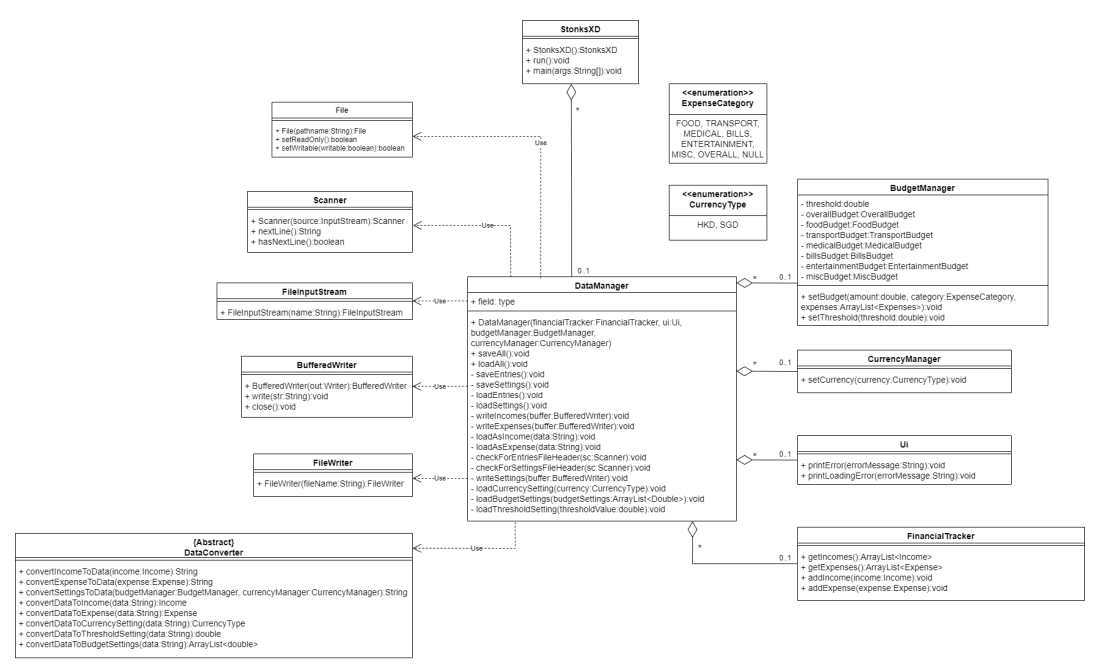 StonksXD
+ StonksXD():StonksXD
+ run():void
+ main(args:String[]):void
*
0..1
<<enumeration>>
ExpenseCategory
FOOD, TRANSPORT,
MEDICAL, BILLS,
ENTERTAINMENT,
MISC, OVERALL, NULL
<<enumeration>>
CurrencyType
HKD, SGD
File
+ File(pathname:String):File
+ setReadOnly():boolean
+ setWritable(writable:boolean):boolean
Use
Scanner
+ Scanner(source:InputStream):Scanner
+ nextLine():String
+ hasNextLine():boolean
Use
FileInputStream
+ FileInputStream(name:String):FileInputStream
Use
BufferedWriter
+ BufferedWriter(out:Writer):BufferedWriter
+ write(str:String):void
+ close():void
Use
FileWriter
+ FileWriter(fileName:String):FileWriter
Use
{Abstract}
DataConverter
+ convertIncomeToData(income:Income):String
+ convertExpenseToData(expense:Expense):String
+ convertSettingsToData(budgetManager:BudgetManager, currencyManager:CurrencyManager):String
+ convertDataToIncome(data:String):Income
+ convertDataToExpense(data:String):Expense
+ convertDataToCurrencySetting(data:String):CurrencyType
+ convertDataToThresholdSetting(data:String):double
+ convertDataToBudgetSettings(data:String):ArrayList<double>
Use
DataManager
+ field: type
+ DataManager(financialTracker:FinancialTracker, ui:Ui,
budgetManager:BudgetManager,
currencyManager:CurrencyManager)
+ saveAll():void
+ loadAll():void
- saveEntries():void
- saveSettings():void
- loadEntries():void
- loadSettings():void
- writeIncomes(buffer:BufferedWriter):void
- writeExpenses(buffer:BufferedWriter):void
- loadAsIncome(data:String):void
- loadAsExpense(data:String):void
- checkForEntriesFileHeader(sc:Scanner):void
- checkForSettingsFileHeader(sc:Scanner):void
- writeSettings(buffer:BufferedWriter):void
- loadCurrencySetting(currency:CurrencyType):void
- loadBudgetSettings(budgetSettings:ArrayList<Double>):void
- loadThresholdSetting(thresholdValue:double):void
*
0..1
BudgetManager
- threshold:double
- overallBudget:OverallBudget
- foodBudget:FoodBudget
- transportBudget:TransportBudget
- medicalBudget:MedicalBudget
- billsBudget:BillsBudget
- entertainmentBudget:EntertainmentBudget
- miscBudget:MiscBudget
+ setBudget(amount:double, category:ExpenseCategory,
expenses:ArrayList<Expenses):void
+ setThreshold(threshold:double):void
*
0..1
CurrencyManager
+ setCurrency(currency:CurrencyType):void
*
0..1
Ui
+ printError(errorMessage:String):void
+ printLoadingError(errorMessage:String):void
*
0..1
FinancialTracker
+ getIncomes():ArrayList<Income>
+ getExpenses():ArrayList<Expense>
+ addIncome(income:Income):void
+ addExpense(expense:Expense):void